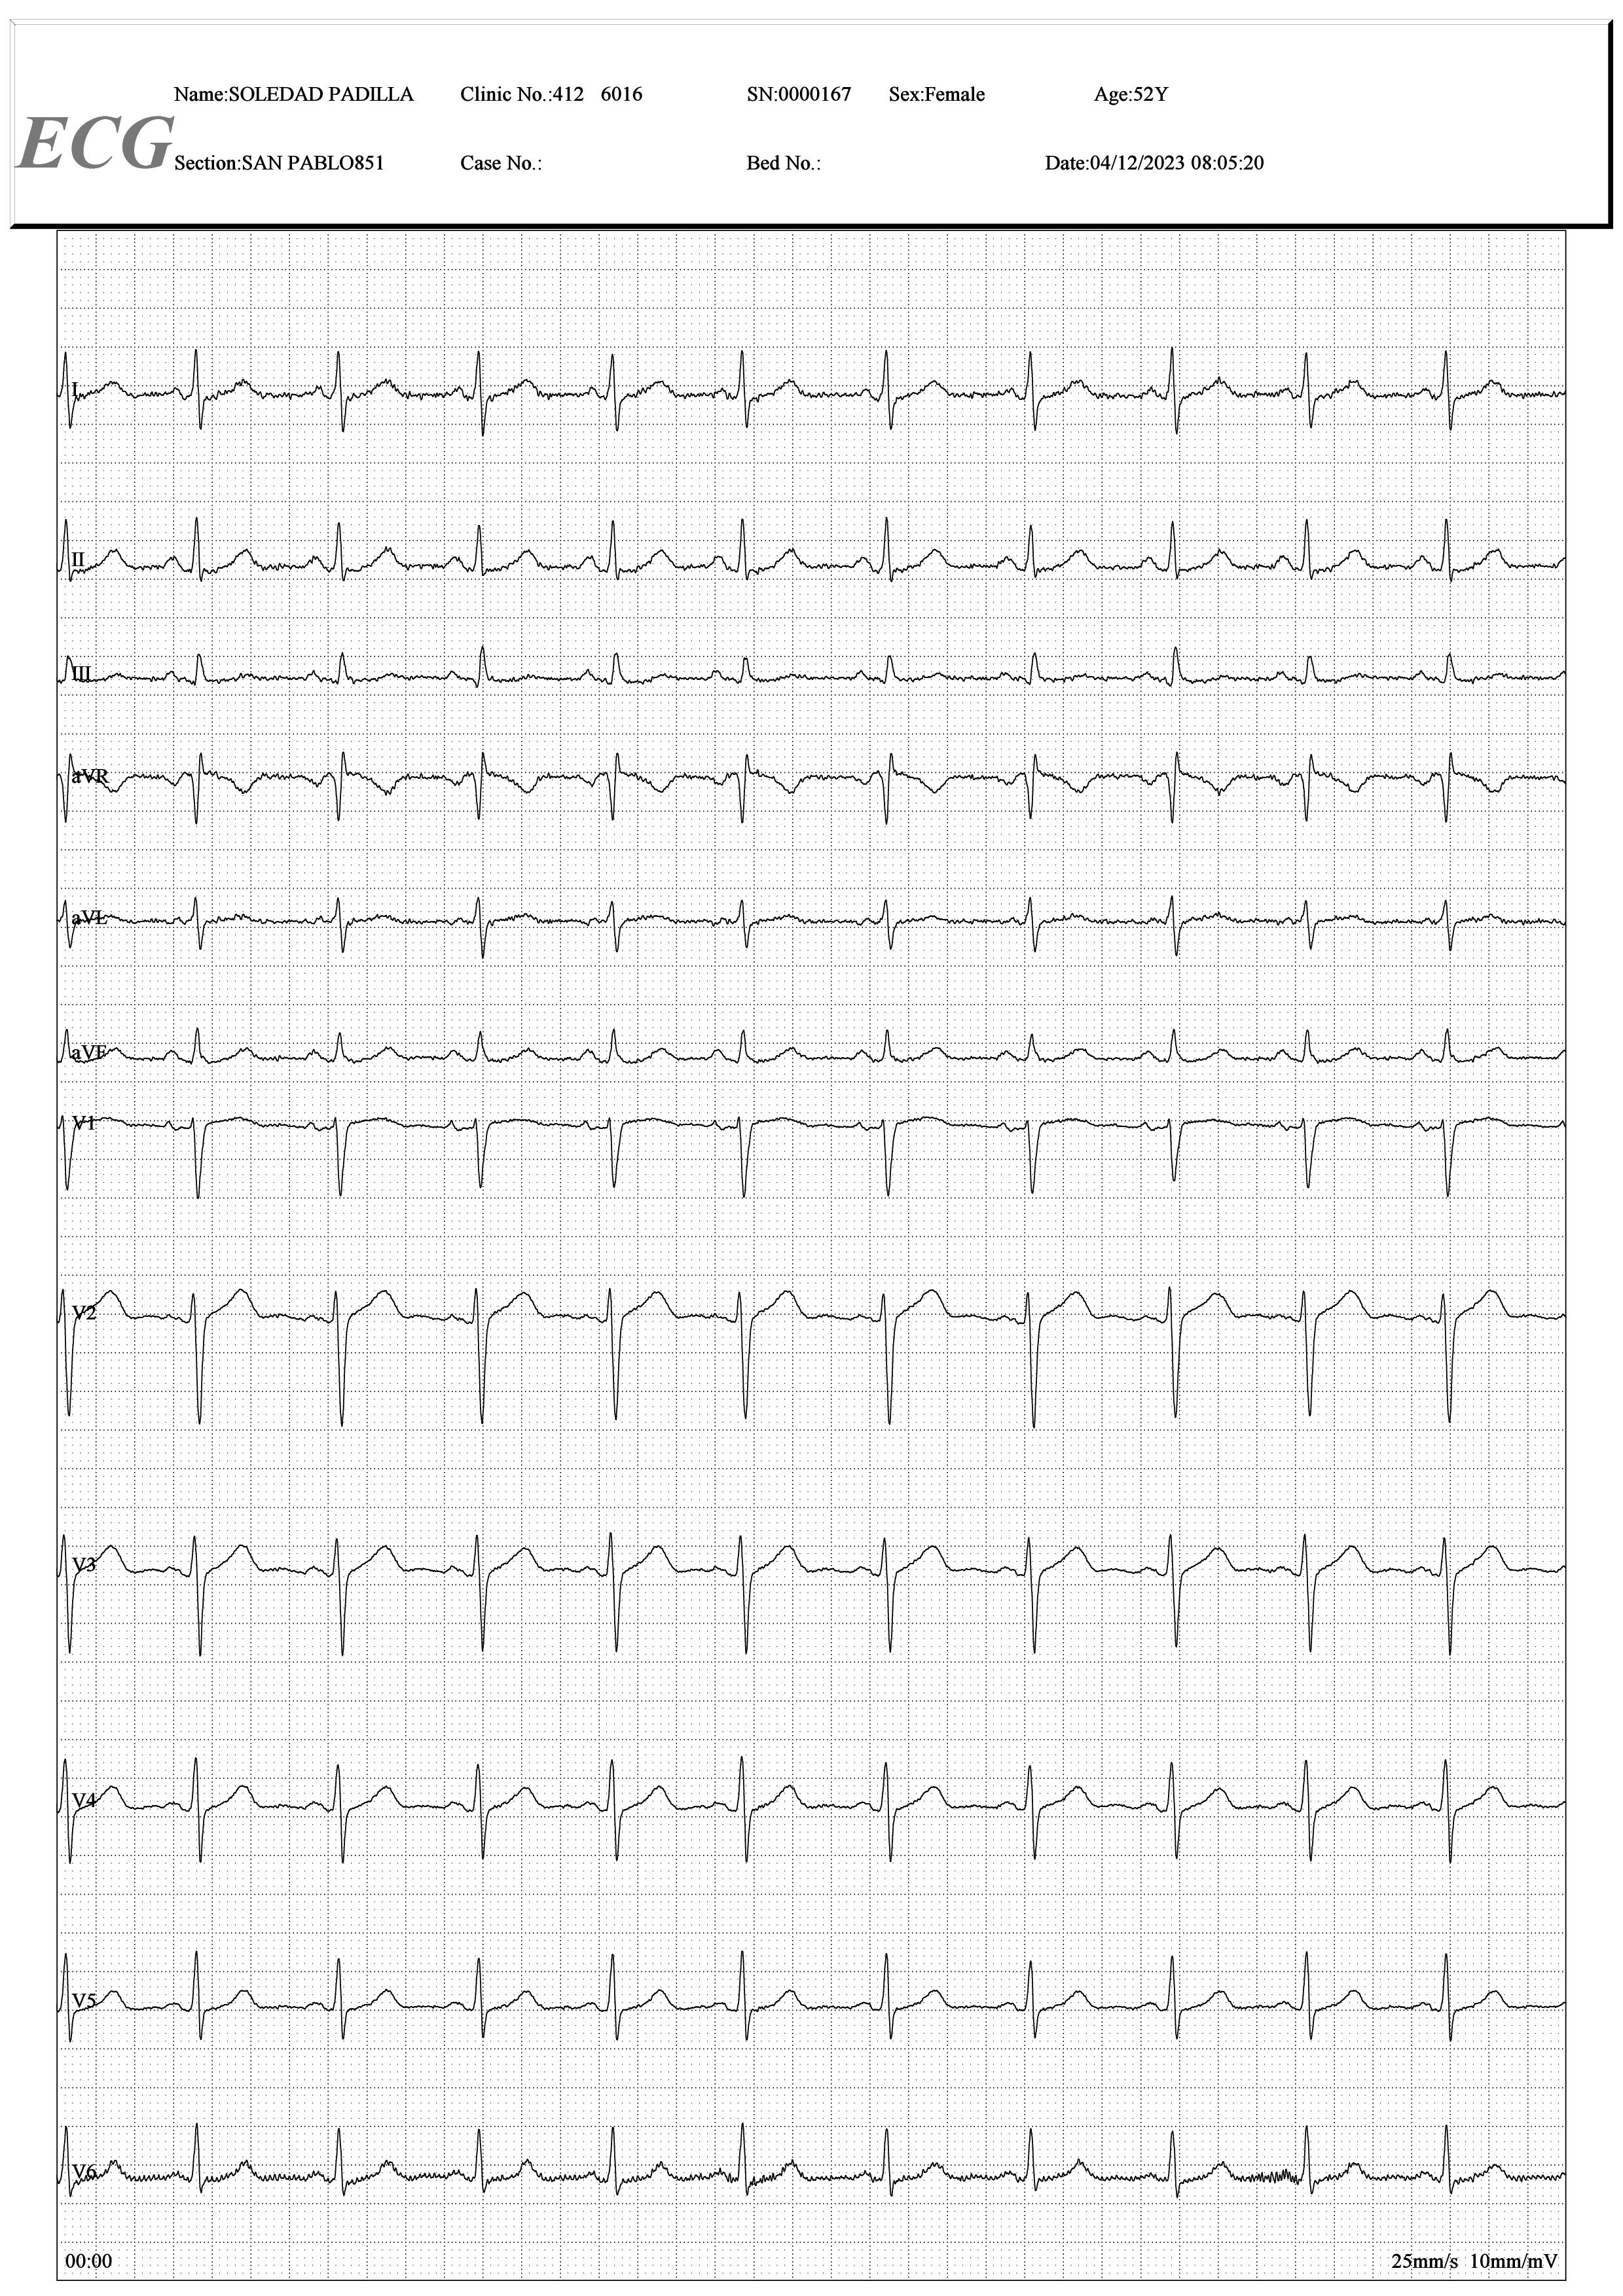 Name:SOLEDAD PADILLA Clinic No.:412 6016 SN:0000167 Sex:Female Age:52Y
ECG
Section:SAN PABLO851 Case No.: Bed No.: Date:04/12/2023 08:05:20
I
II
III
aVR
aVL
aVF
V1
V2
V3
V4
V5
V6
00:00 25mm/s 10mm/mV